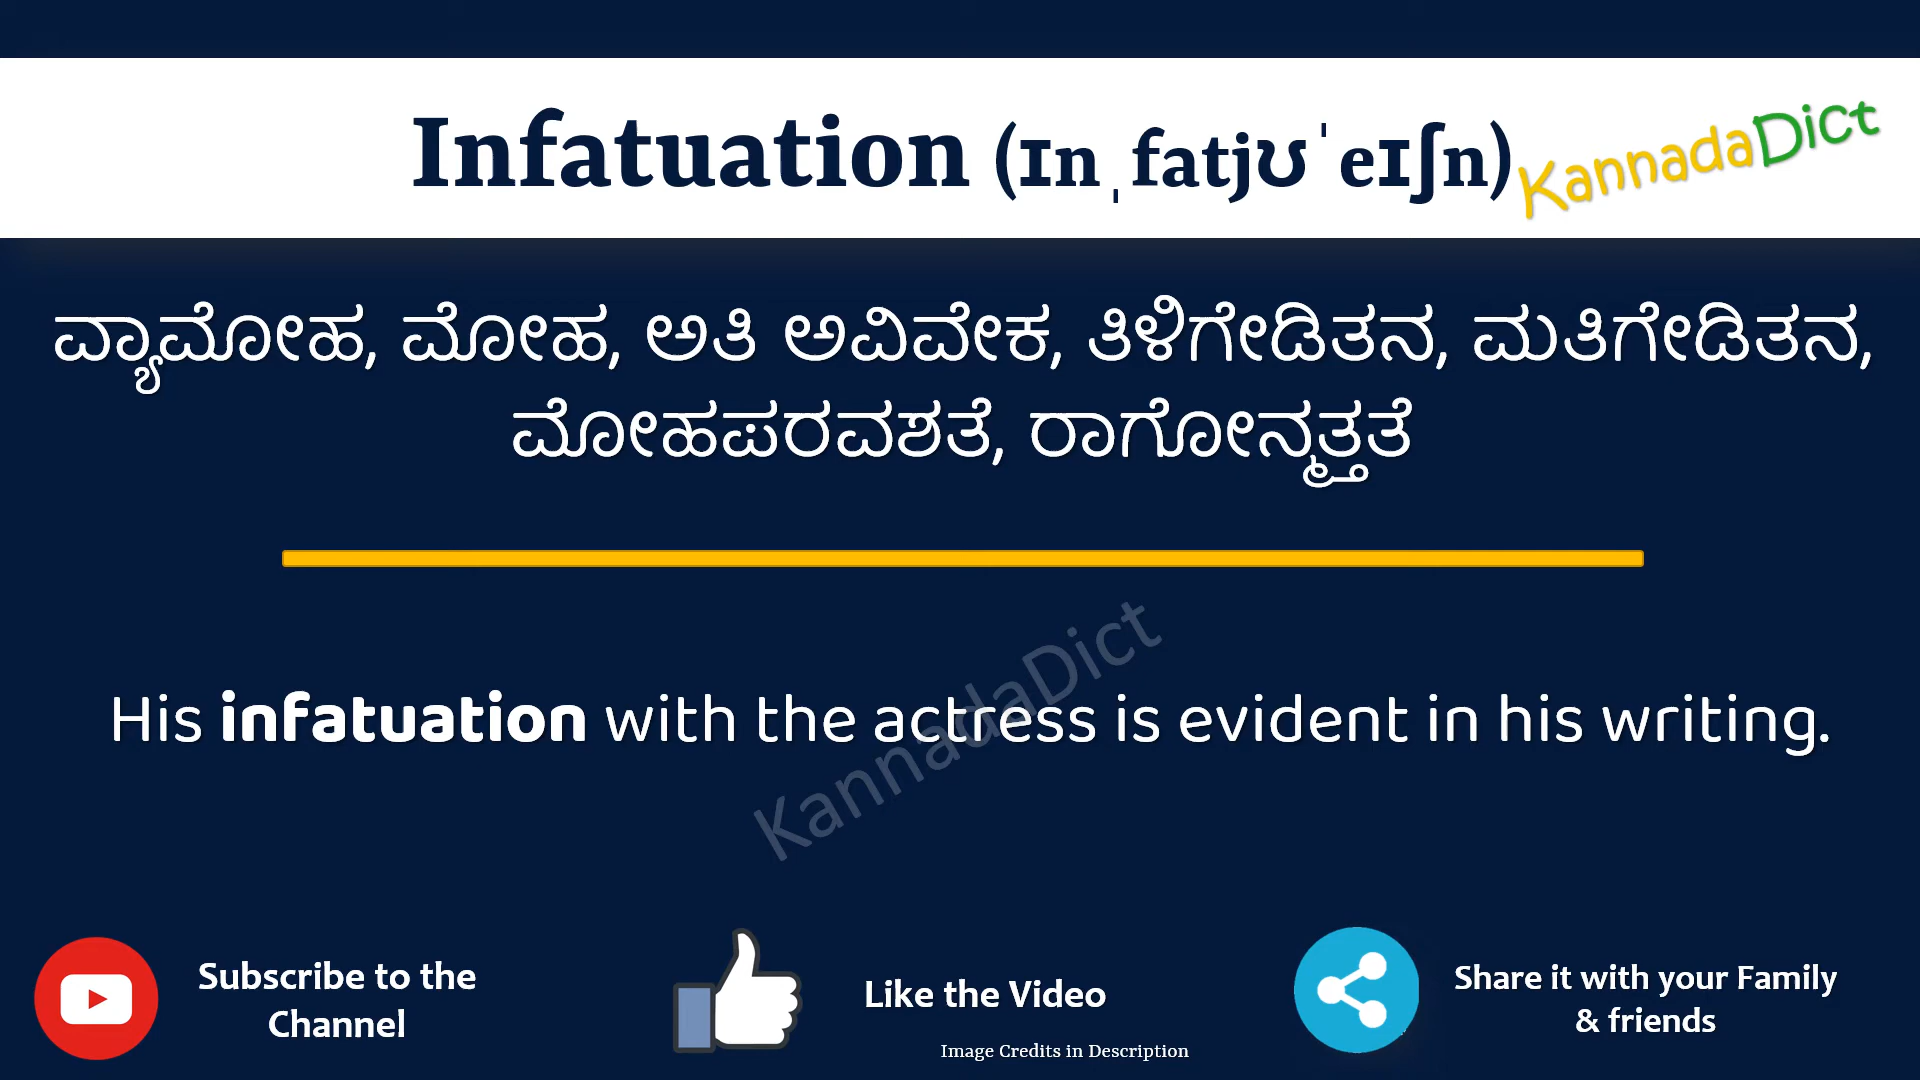 Infatuation (ɪnˌfatjʊˈeɪʃn)
KannadaDict
ವ್ಯಾಮೋಹ, ಮೋಹ, ಅತಿ ಅವಿವೇಕ, ತಿಳಿಗೇಡಿತನ, ಮತಿಗೇಡಿತನ,
ಮೋಹಪರವಶತೆ, ರಾಗೋನ್ಮತ್ತತೆ
His infatuation with the actress is evident in his writing.
KannadaDict
Subscribe to the
Channel
Like the Video
Share it with your Family
& friends
Image Credits in Description